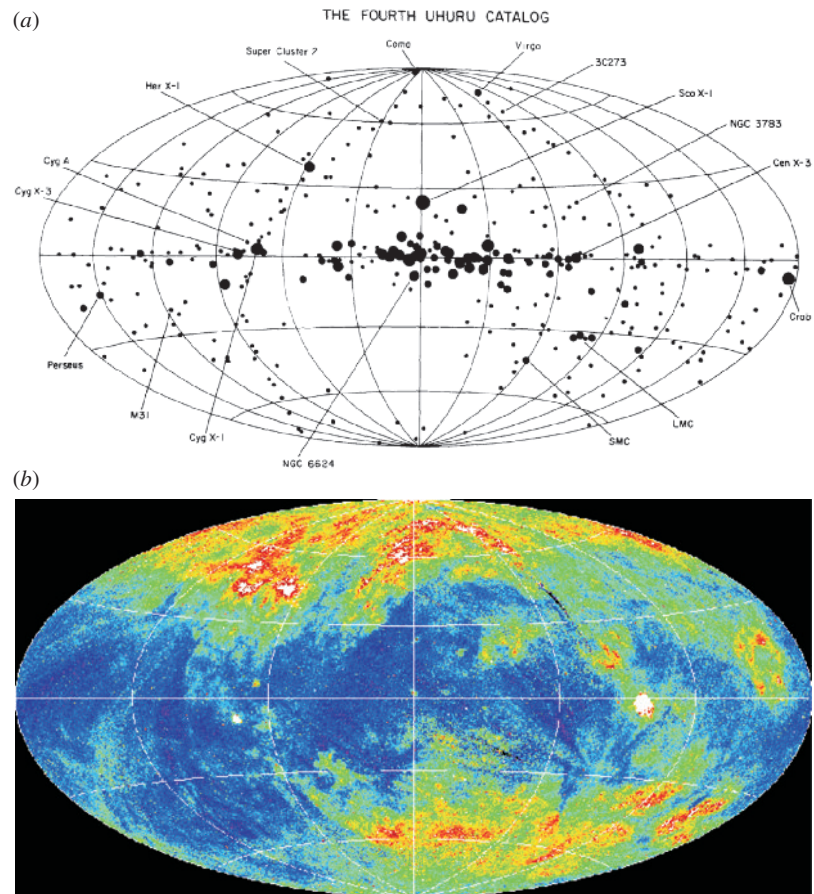 (a)
THE FOURTH UHURU CATALOG
Coma
Virgo
Super Cluster ?
3C273
Her X-1
Sco X-1
NGC 3783
Cyg A
Cen X-3
Cyg X-3
Crab
Perseus
M31
LMC
Cyg X-1
SMC
NGC 6624
(b)